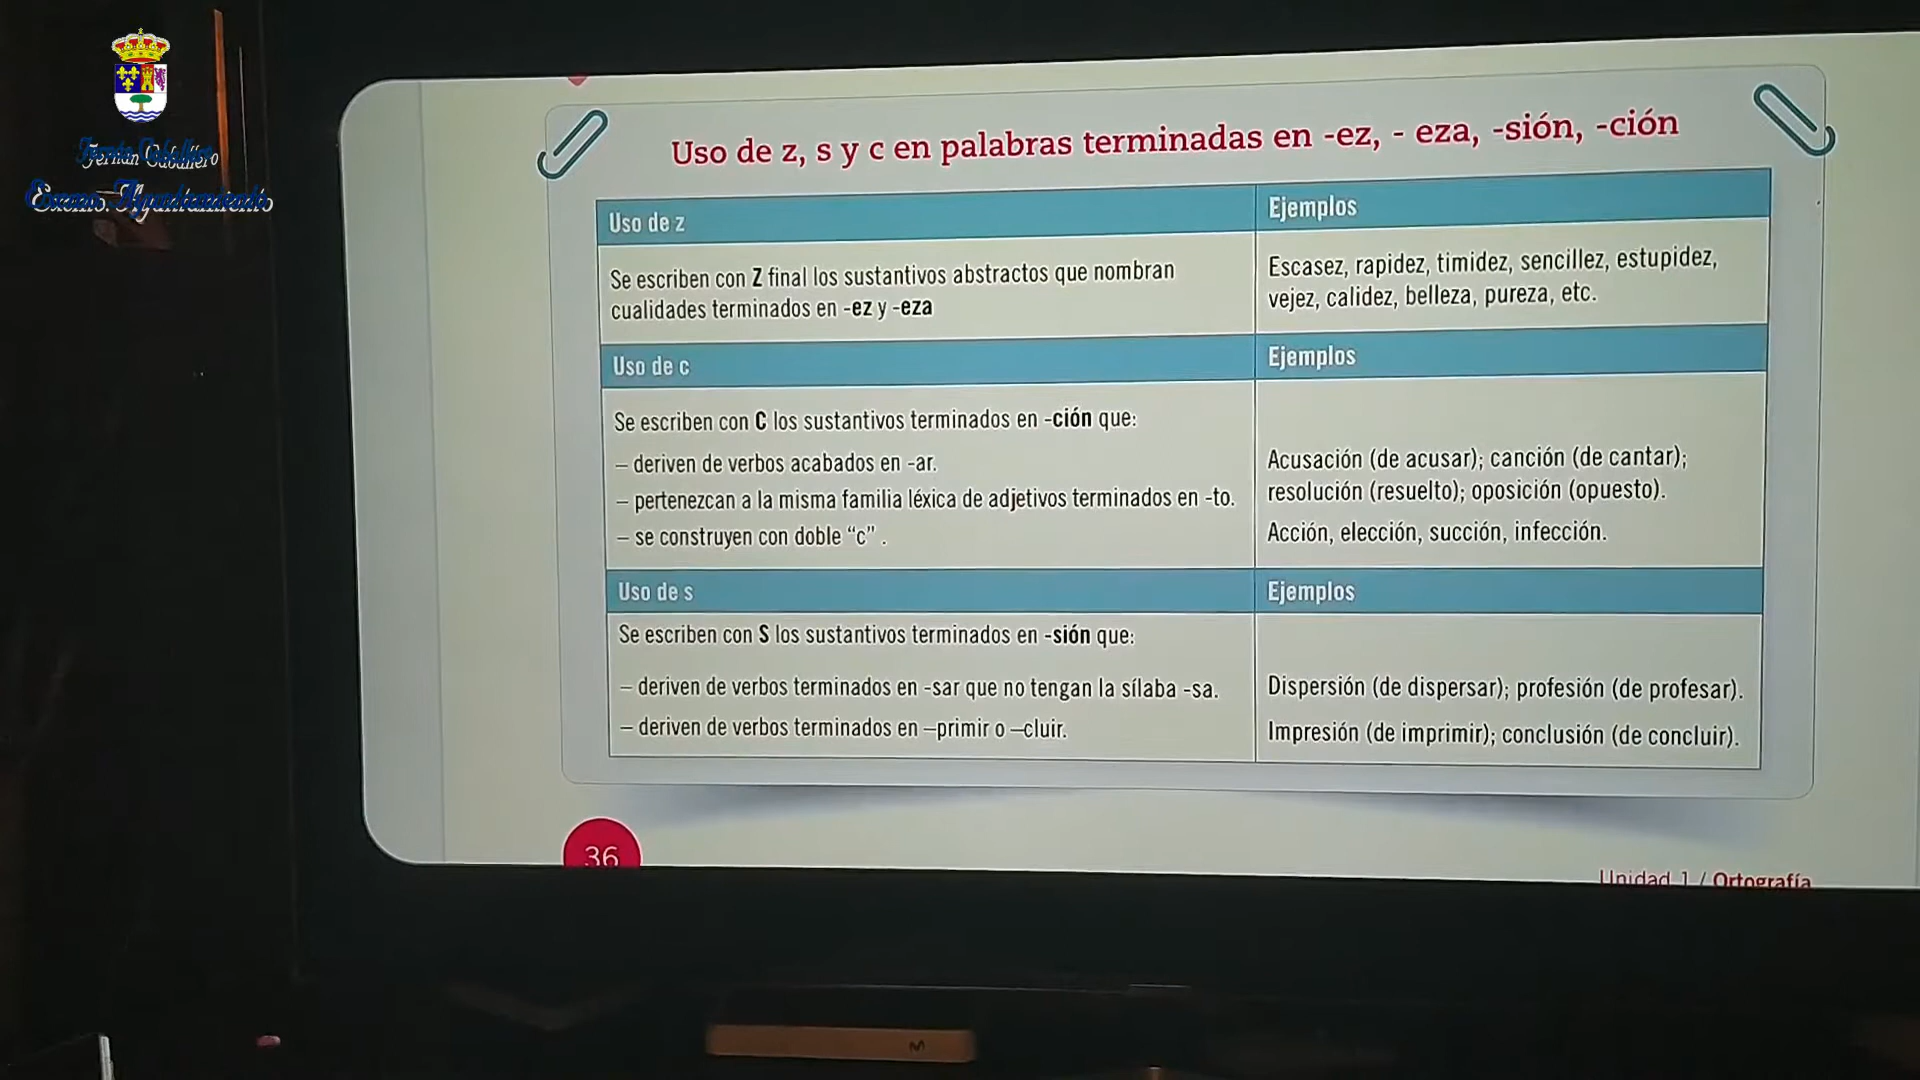 Fernán Caballero
Excmo. Ayuntamiento
Uso de z, s y c en palabras terminadas en -ez, - eza, -sión, -ción
Uso de z
Ejemplos
Se escriben con Z final los sustantivos abstractos que nombran
cualidades terminados en -ez y -eza
Escasez, rapidez, timidez, sencillez, estupidez,
vejez, calidez, belleza, pureza, etc.
Uso de c
Ejemplos
Se escriben con C los sustantivos terminados en -ción que:
– deriven de verbos acabados en -ar.
– pertenezcan a la misma familia léxica de adjetivos terminados en -to.
– se construyen con doble “c” .
Acusación (de acusar); canción (de cantar);
resolución (resuelto); oposición (opuesto).
Acción, elección, succión, infección.
Uso de s
Ejemplos
Se escriben con S los sustantivos terminados en -sión que:
– deriven de verbos terminados en -sar que no tengan la sílaba -sa.
– deriven de verbos terminados en –primir o –cluir.
Dispersión (de dispersar); profesión (de profesar).
Impresión (de imprimir); conclusión (de concluir).
36
Unidad 1 / Ortografía